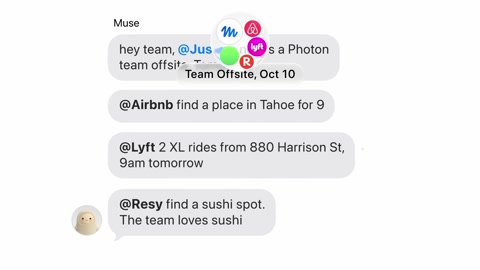 Muse
hey team, @Jus s a Photon
lyft
team offsite,
R
Team Offsite, Oct 10
@Airbnb find a place in Tahoe for 9
@Lyft 2 XL rides from 880 Harrison St,
9am tomorrow
@Resy find a sushi spot.
The team loves sushi